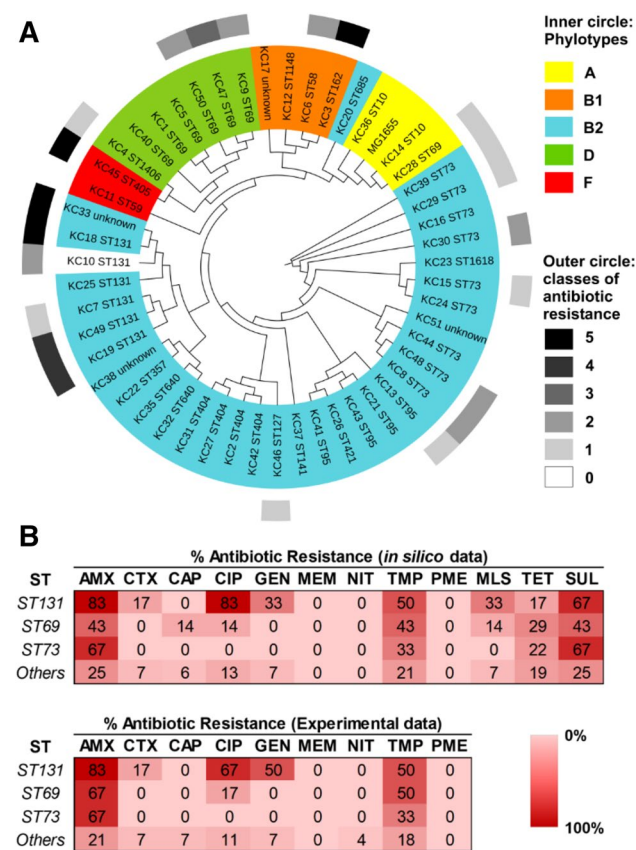 A
KC17 unknown
KC12 ST1148
KC6 ST58
KC3 ST162
KC20 ST685
KC36 ST10
MG1655
KC14 ST10
KC28 ST69
KC39 ST73
KC29 ST73
KC16 ST73
KC30 ST73
KC23 ST1618
KC15 ST73
KC24 ST73
KC51 unknown
KC44 ST73
KC48 ST73
KC8 ST73
KC13 ST95
KC21 ST95
KC43 ST95
KC26 ST421
KC41 ST95
KC37 ST141
KC46 ST127
KC42 ST404
KC2 ST404
KC27 ST404
KC31 ST404
KC32 ST640
KC35 ST640
KC22 ST357
KC38 unknown
KC19 ST131
KC49 ST131
KC7 ST131
KC25 ST131
KC10 ST131
KC18 ST131
KC33 unknown
KC11 ST59
KC45 ST405
KC4 ST1406
KC40 ST69
KC1 ST69
KC5 ST69
KC50 ST69
KC47 ST69
KC9 ST69
Inner circle:
Phylotypes
A
B1
B2
D
F
Outer circle:
classes of
antibiotic
resistance
5
4
3
2
1
0
B
% Antibiotic Resistance (in silico data)
ST AMX CTX CAP CIP GEN MEM NIT TMP PME MLS TET SUL
ST131 83 17 0 83 33 0 0 50 0 33 17 67
ST69 43 0 14 14 0 0 0 43 0 14 29 43
ST73 67 0 0 0 0 0 0 33 0 0 22 67
Others 25 7 6 13 7 0 0 21 0 7 19 25
% Antibiotic Resistance (Experimental data)
ST AMX CTX CAP CIP GEN MEM NIT TMP PME
ST131 83 17 0 67 50 0 0 50 0
ST69 67 0 0 17 0 0 0 50 0
ST73 67 0 0 0 0 0 0 33 0
Others 21 7 7 11 7 0 4 18 0
0%
100%